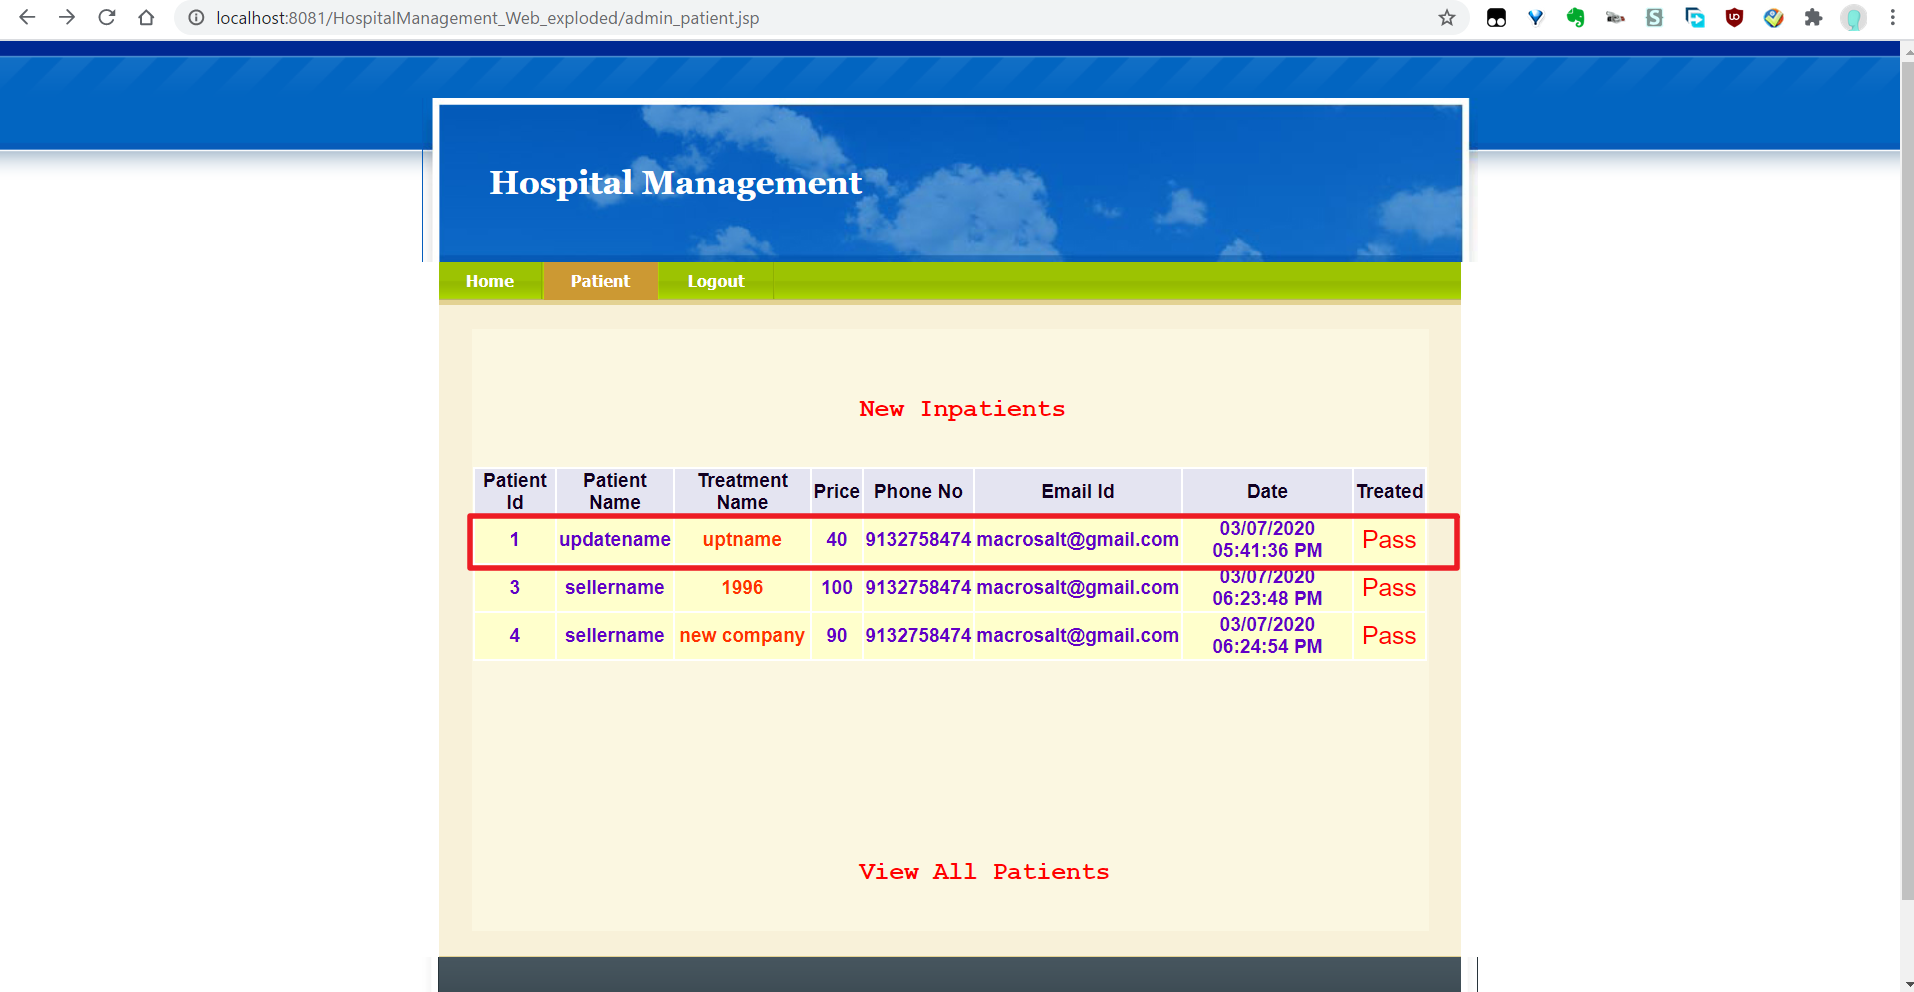 localhost:8081/HospitalManagement_Web_exploded/admin_patient.jsp
Hospital Management
Home Patient Logout
New Inpatients
Patient Id Patient Name Treatment Name Price Phone No Email Id Date Treated
1 updatename uptname 40 9132758474 macrosalt@gmail.com 03/07/2020 05:41:36 PM Pass
3 sellername 1996 100 9132758474 macrosalt@gmail.com 03/07/2020 06:23:48 PM Pass
4 sellername new company 90 9132758474 macrosalt@gmail.com 03/07/2020 06:24:54 PM Pass
View All Patients